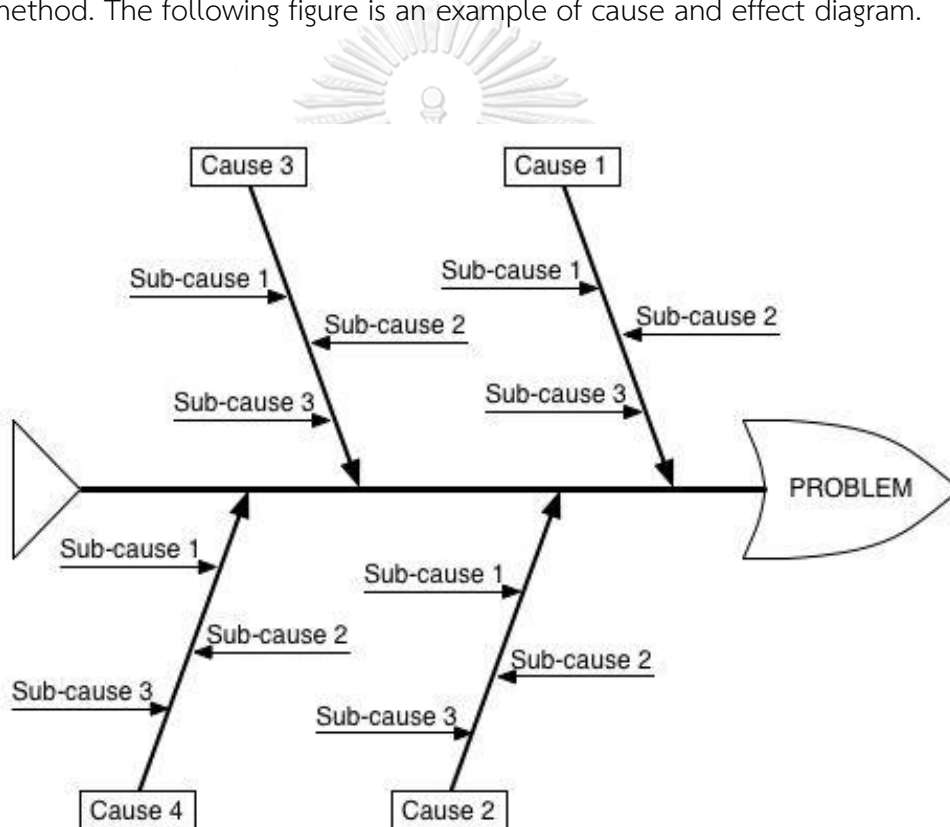 method. The following figure is an example of cause and effect diagram.
Cause 3
Cause 1
Sub-cause 1
Sub-cause 1
Sub-cause 2
Sub-cause 2
Sub-cause 3
Sub-cause 3
PROBLEM
Sub-cause 1
Sub-cause 1
Sub-cause 2
Sub-cause 2
Sub-cause 3
Sub-cause 3
Cause 4
Cause 2